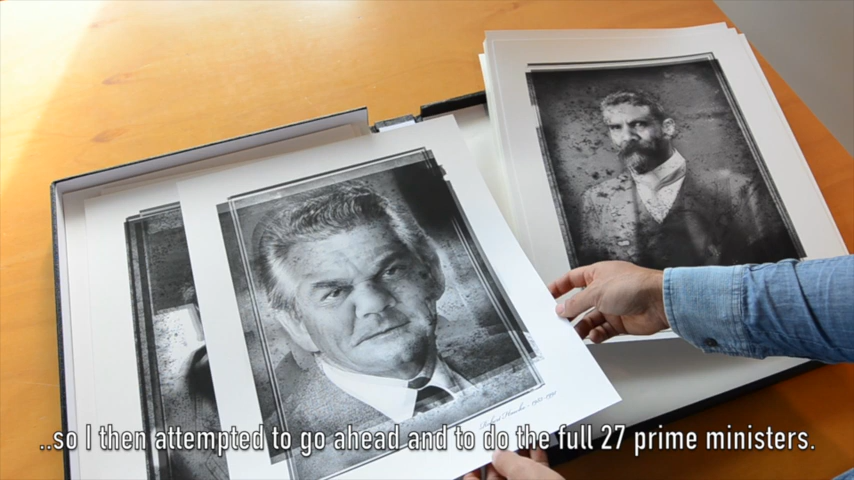 ..so I then attempted to go ahead and to do the full 27 prime ministers.